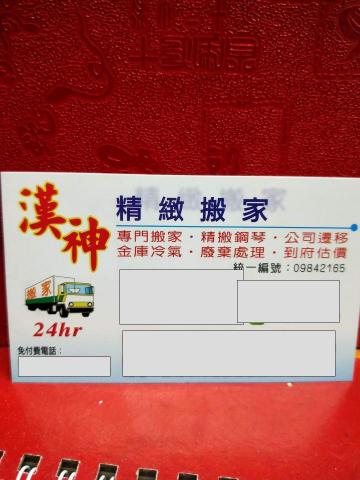 漢神
精緻搬家
專門搬家・精搬鋼琴・公司遷移
金庫冷氣・廢棄處理・到府估價
統一編號：09842165
搬家
24hr
免付費電話：